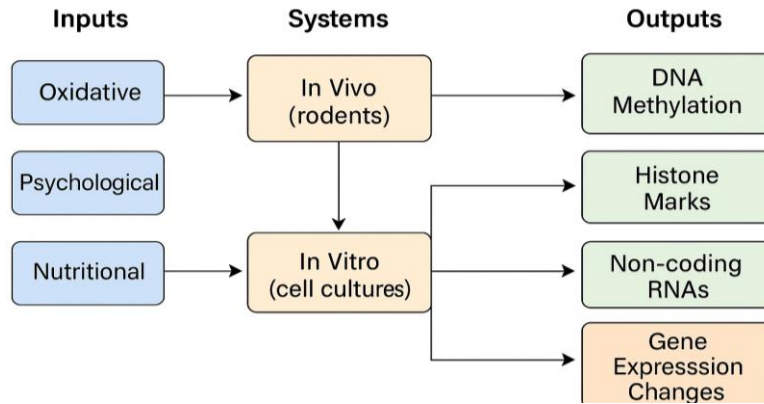 Inputs
Systems
Outputs
Oxidative
In Vivo
(rodents)
DNA
Methylation
Psychological
Histone
Marks
Nutritional
In Vitro
(cell cultures)
Non-coding
RNAs
Gene
Expresssion
Changes